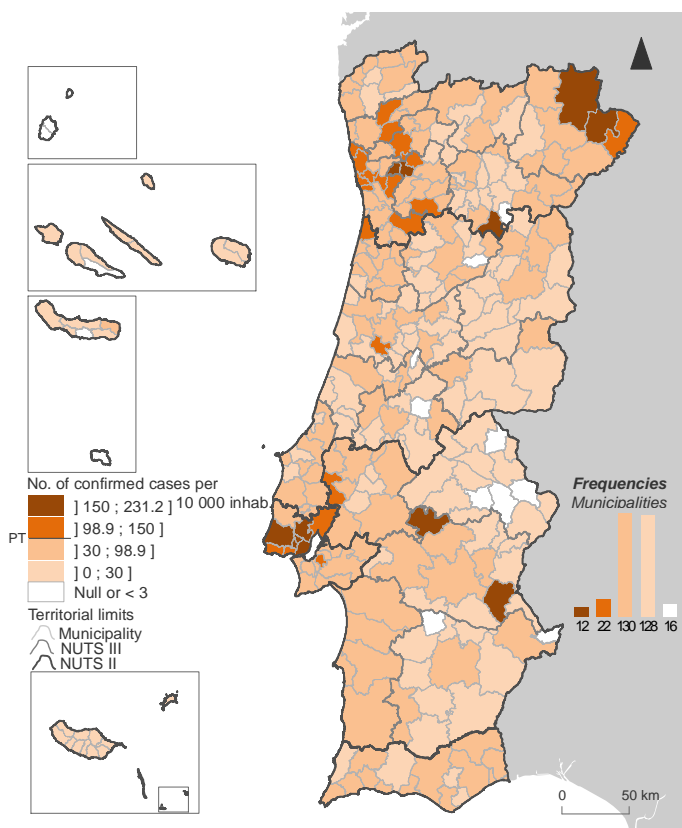 No. of confirmed cases per
10 000 inhab.
] 150 ; 231.2 ]
] 98.9 ; 150 ]
PT
] 30 ; 98.9 ]
] 0 ; 30 ]
Null or < 3
Territorial limits
Municipality
NUTS III
NUTS II
Frequencies
Municipalities
12 22 130 128 16
0 50 km